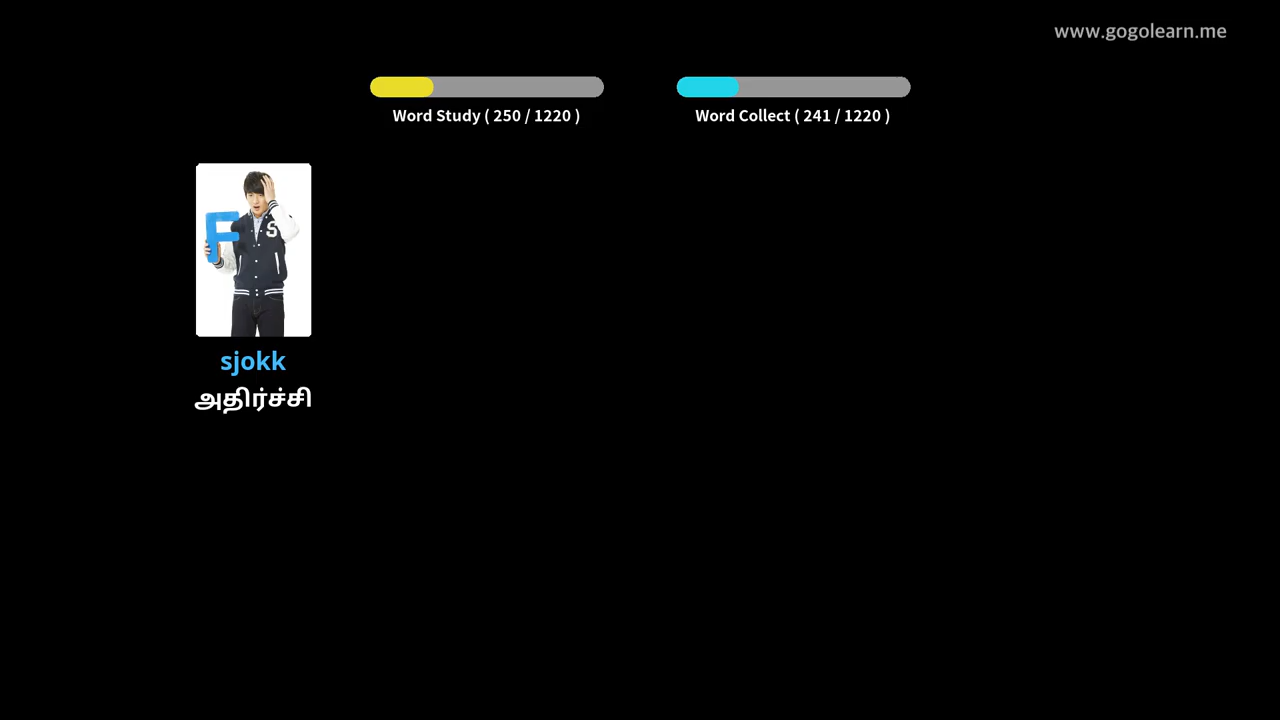 www.gogolearn.me
Word Study ( 250 / 1220 )
Word Collect ( 241 / 1220 )
F
S
sjokk
அதிர்ச்சி